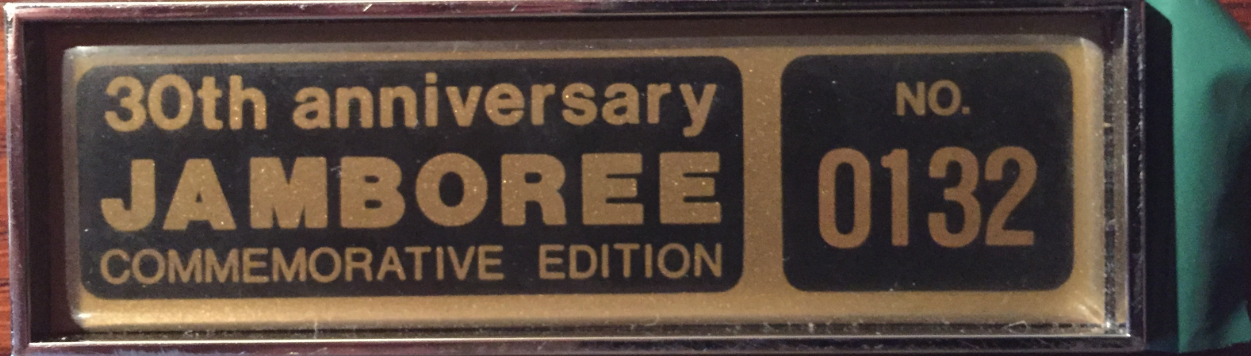 30th anniversary
JAMBOREE
COMMEMORATIVE EDITION
NO.
0132